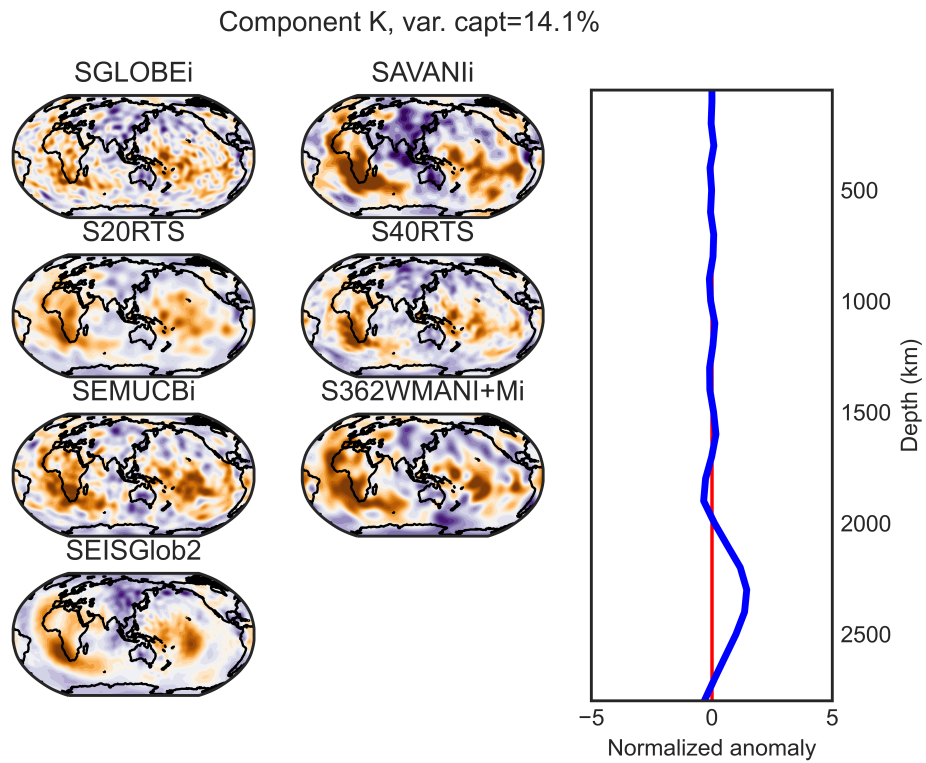 Component K, var. capt=14.1%
SGLOBEi
SAVANIi
S20RTS
S40RTS
SEMUCBi
S362WMANI+Mi
SEISGlob2
500
1000
1500
2000
2500
Depth (km)
−5 0 5
Normalized anomaly